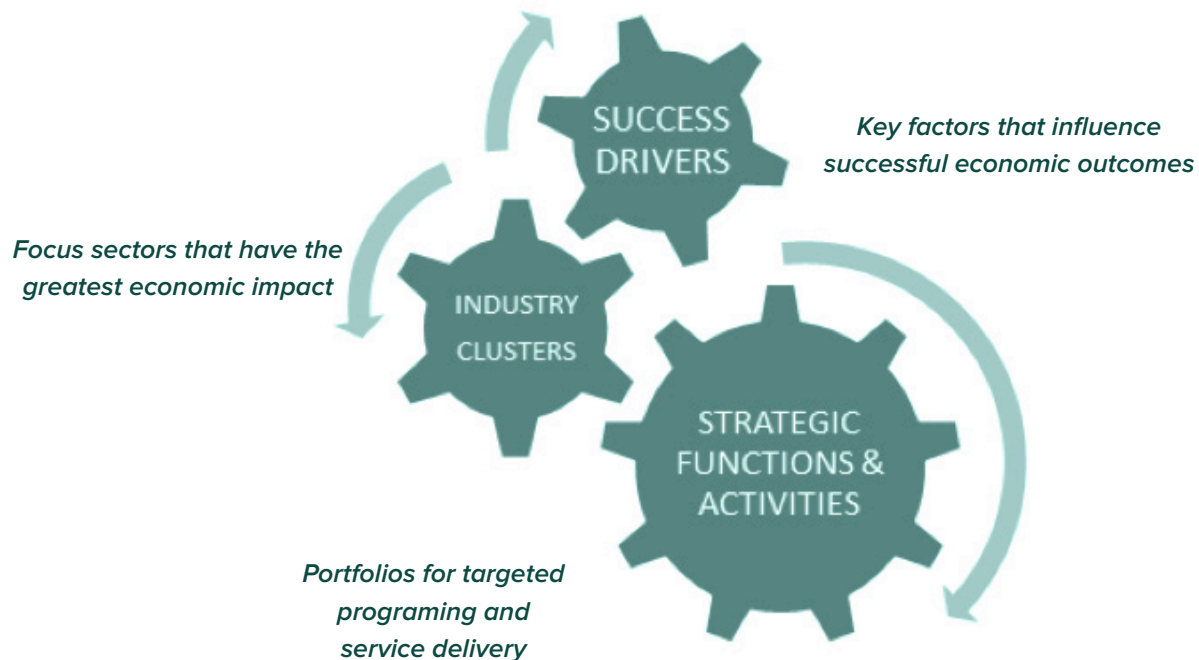 SUCCESS
DRIVERS
Key factors that influence
successful economic outcomes
Focus sectors that have the
greatest economic impact
INDUSTRY
CLUSTERS
STRATEGIC
FUNCTIONS &
ACTIVITIES
Portfolios for targeted
programing and
service delivery